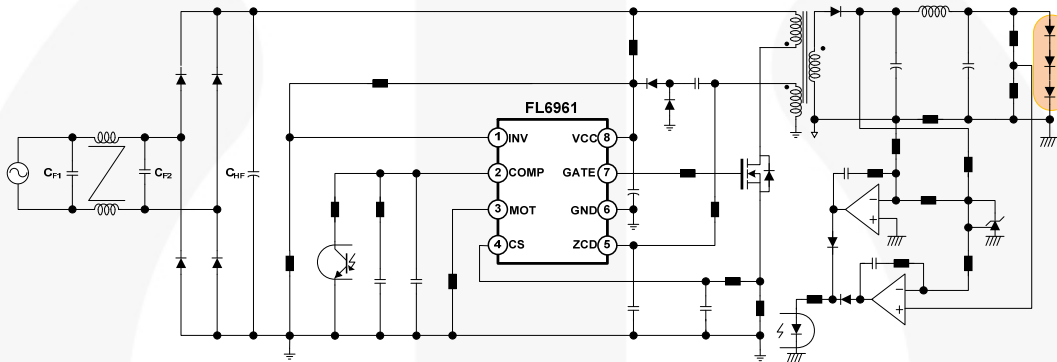 FL6961
1 INV
2 COMP
3 MOT
4 CS
VCC 8
GATE 7
GND 6
ZCD 5
CF1
CF2
CHF